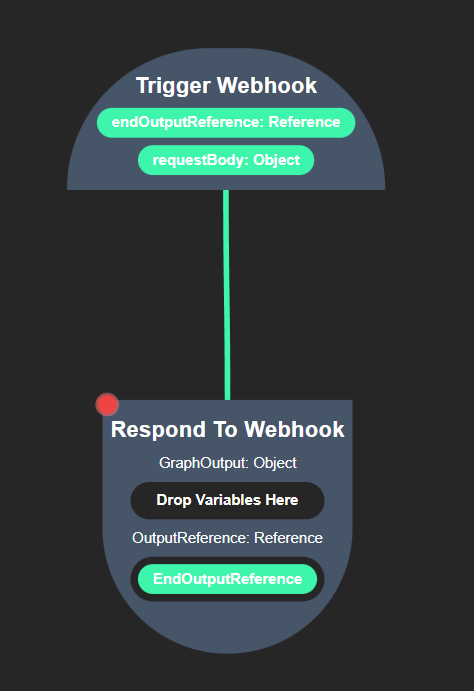 Trigger Webhook
endOutputReference: Reference
requestBody: Object
Respond To Webhook
GraphOutput: Object
Drop Variables Here
OutputReference: Reference
EndOutputReference